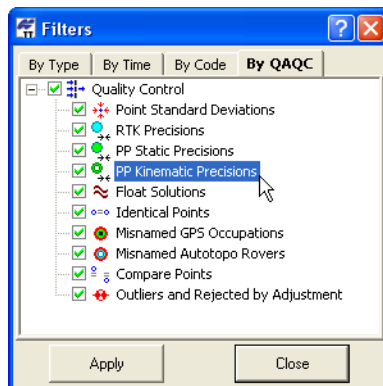 Filters
By Type By Time By Code By QAQC
Quality Control
Point Standard Deviations
RTK Precisions
PP Static Precisions
PP Kinematic Precisions
Float Solutions
Identical Points
Misnamed GPS Occupations
Misnamed Autotopo Rovers
Compare Points
Outliers and Rejected by Adjustment
Apply Close